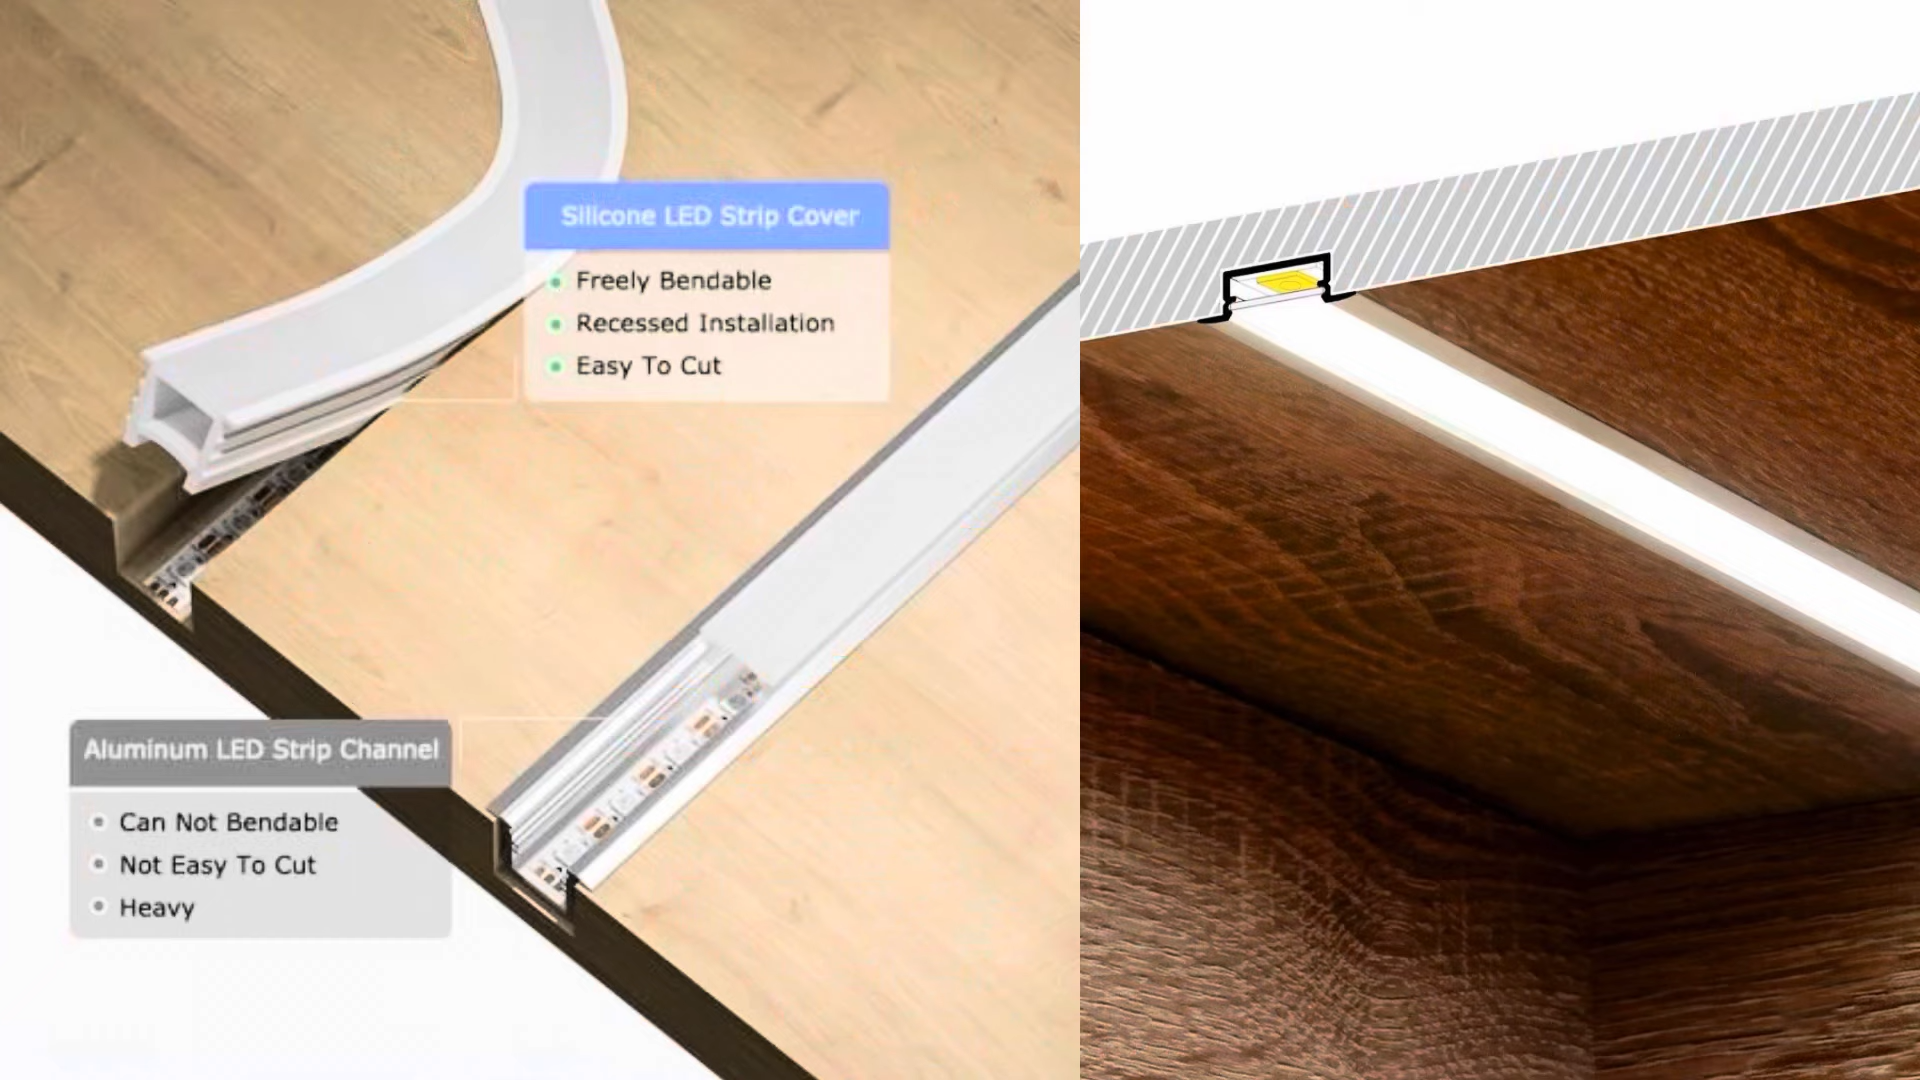 Silicone LED Strip Cover
Freely Bendable
Recessed Installation
Easy To Cut
Aluminum LED Strip Channel
Can Not Bendable
Not Easy To Cut
Heavy